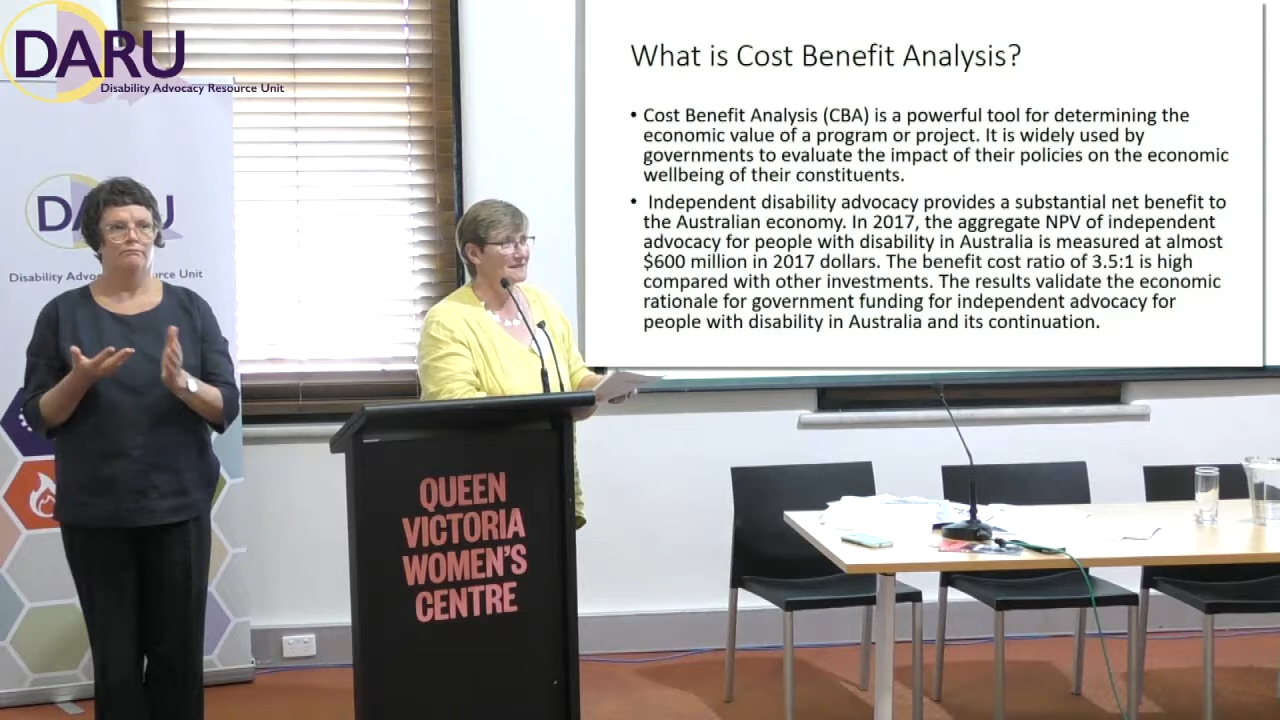 DARU
Disability Advocacy Resource Unit
DA U
Disability Advo urce Unit
QUEEN
VICTORIA
WOMEN'S
CENTRE
What is Cost Benefit Analysis?
• Cost Benefit Analysis (CBA) is a powerful tool for determining the
economic value of a program or project. It is widely used by
governments to evaluate the impact of their policies on the economic
wellbeing of their constituents.
• Independent disability advocacy provides a substantial net benefit to
the Australian economy. In 2017, the aggregate NPV of independent
advocacy for people with disability in Australia is measured at almost
$600 million in 2017 dollars. The benefit cost ratio of 3.5:1 is high
compared with other investments. The results validate the economic
rationale for government funding for independent advocacy for
people with disability in Australia and its continuation.